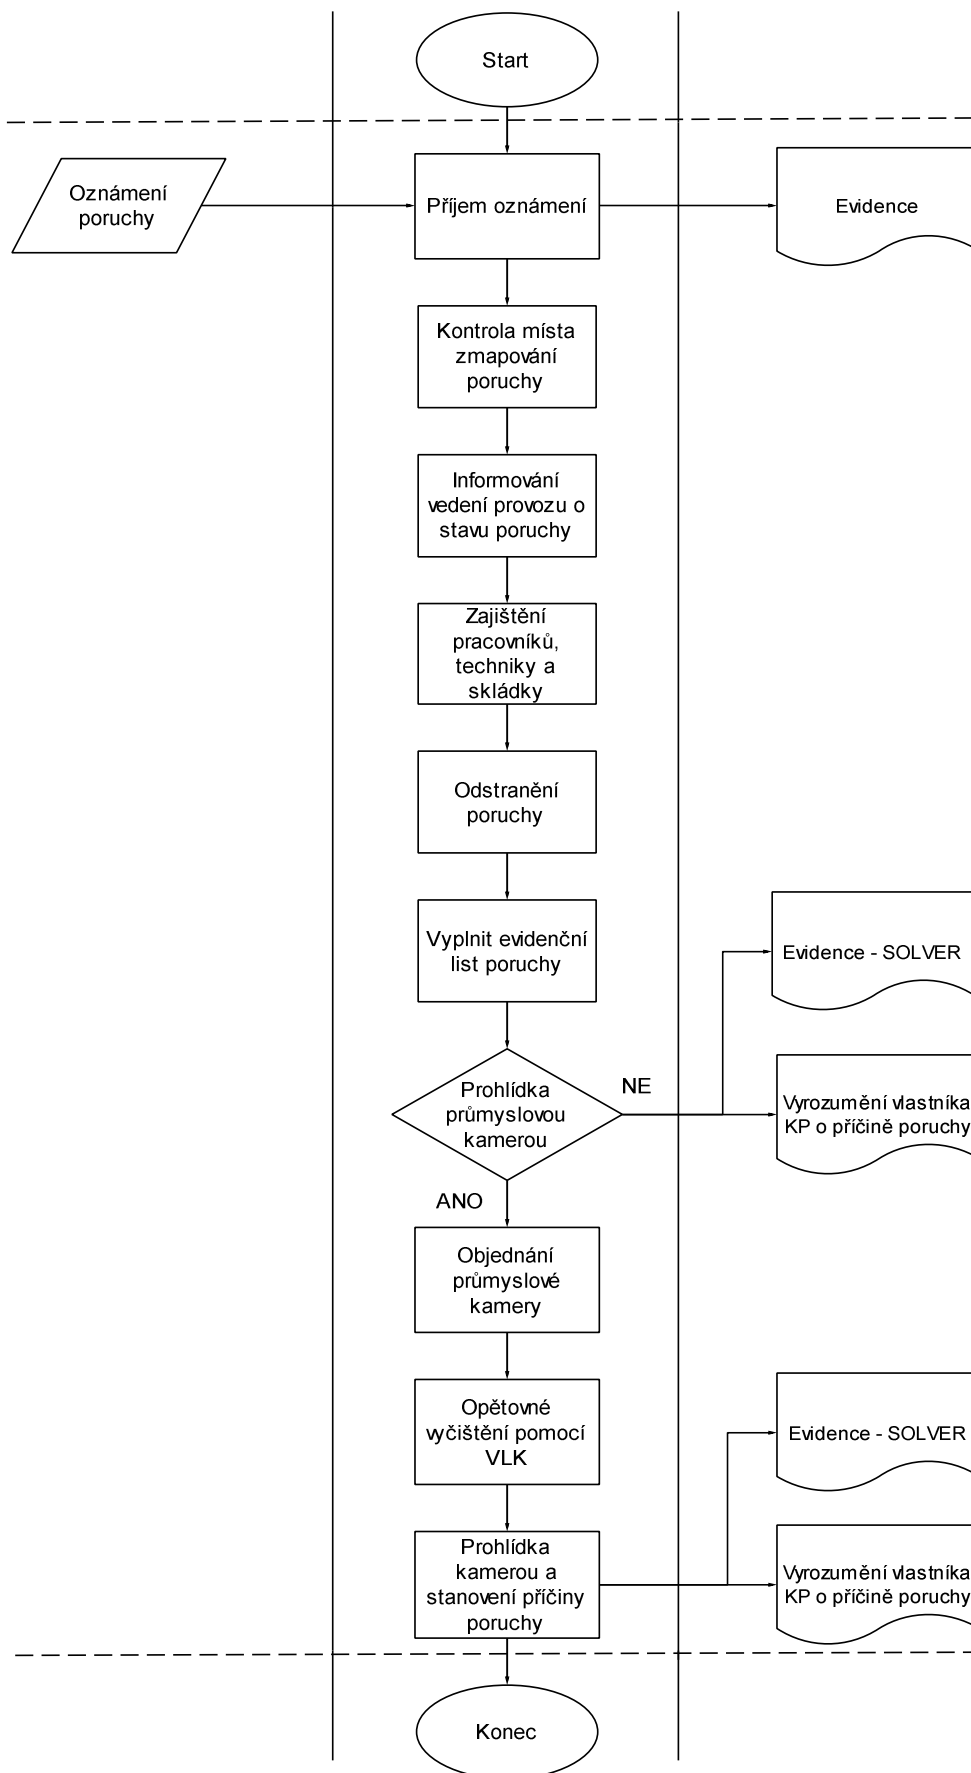 Start
Oznámení
poruchy
Příjem oznámení
Evidence
Kontrola místa
zmapování
poruchy
Informování
vedení provozu o
stavu poruchy
Zajištění
pracovníků,
techniky a
skládky
Odstranění
poruchy
Vyplnit evidenční
list poruchy
Evidence - SOLVER
Prohlídka
průmyslovou
kamerou
NE
Vyrozumění vlastníka
KP o příčině poruchy
ANO
Objednání
průmyslové
kamery
Opětovné
vyčištění pomocí
VLK
Evidence - SOLVER
Prohlídka
kamerou a
stanovení příčiny
poruchy
Vyrozumění vlastníka
KP o příčině poruchy
Konec